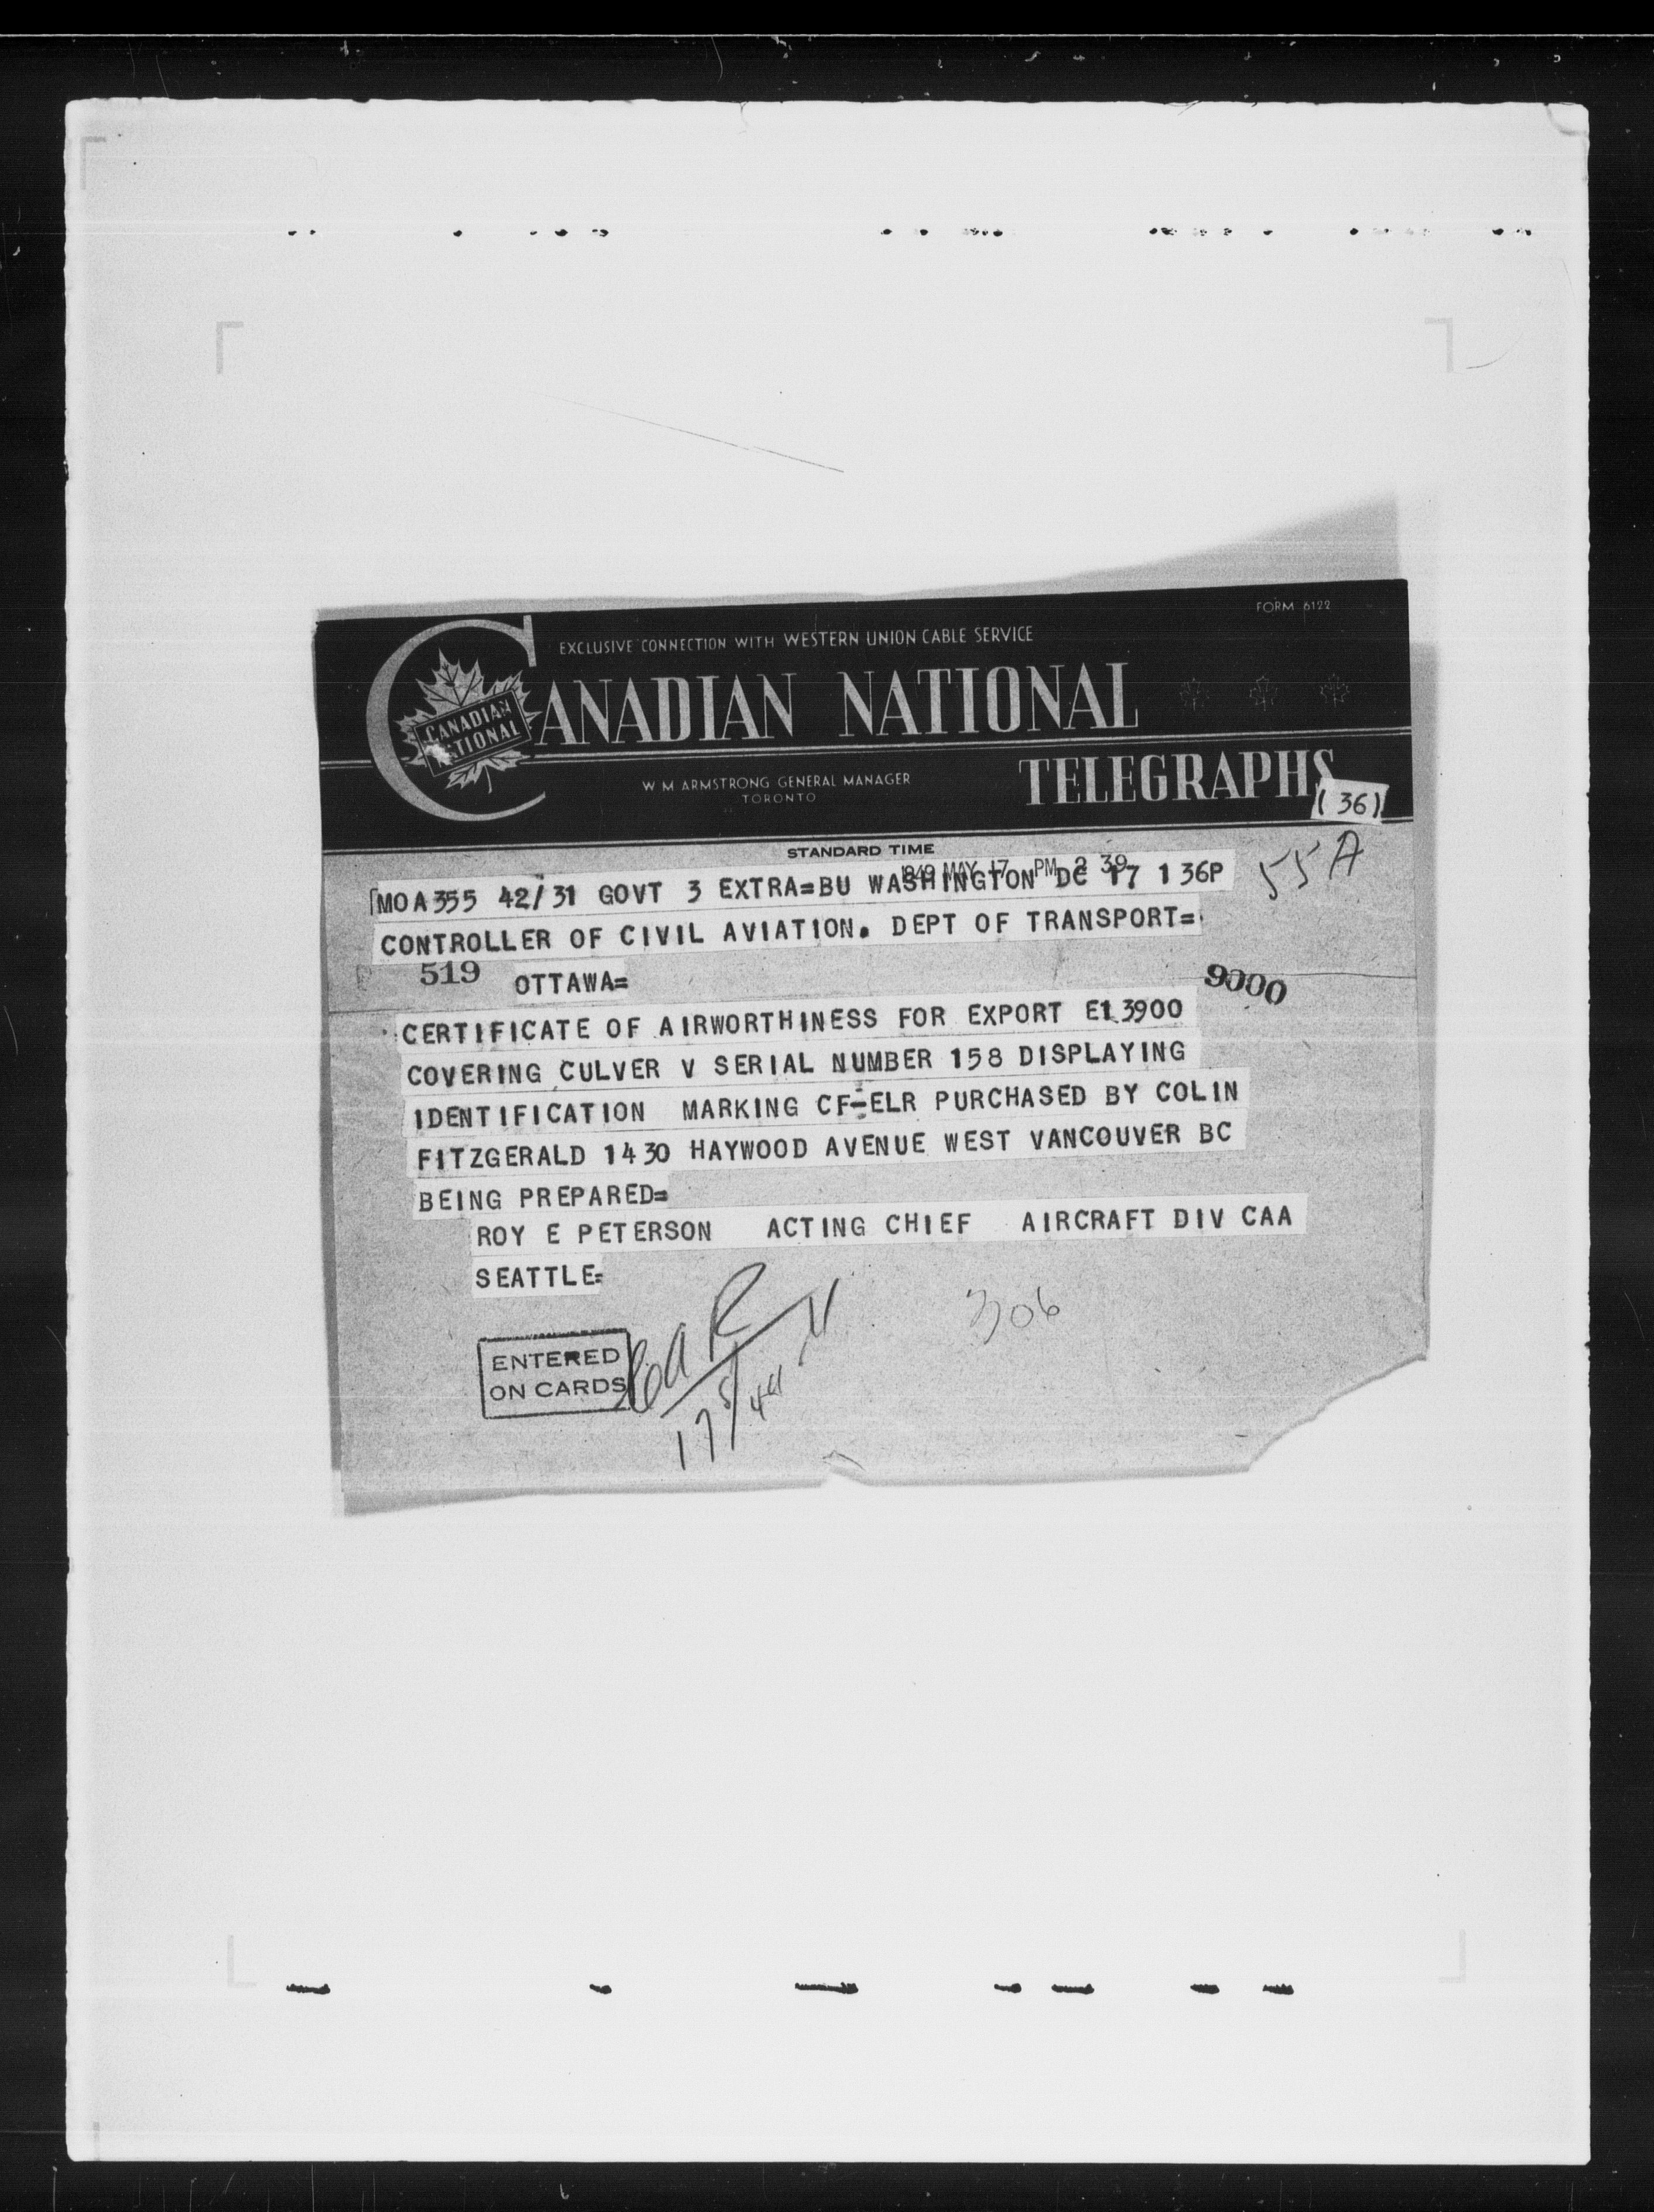 FORM 6122
EXCLUSIVE CONNECTION WITH WESTERN UNION CABLE SERVICE
CANADIAN NATIONAL
CANADIAN
NATIONAL
TELEGRAPHS
W M ARMSTRONG GENERAL MANAGER
TORONTO
(36)
STANDARD TIME
1949 MAY 17 PM 2 39
55A
MOA355 42/31 GOVT 3 EXTRA=BU WASHINGTON DC 17 136P
CONTROLLER OF CIVIL AVIATION. DEPT OF TRANSPORT=
519 OTTAWA=
9000
CERTIFICATE OF AIRWORTHINESS FOR EXPORT E13900
COVERING CULVER V SERIAL NUMBER 158 DISPLAYING
IDENTIFICATION MARKING CF-ELR PURCHASED BY COLIN
FITZGERALD 1430 HAYWOOD AVENUE WEST VANCOUVER BC
BEING PREPARED=
ROY E PETERSON ACTING CHIEF AIRCRAFT DIV CAA
SEATTLE=
306
ENTERED
ON CARDS
17/5/49